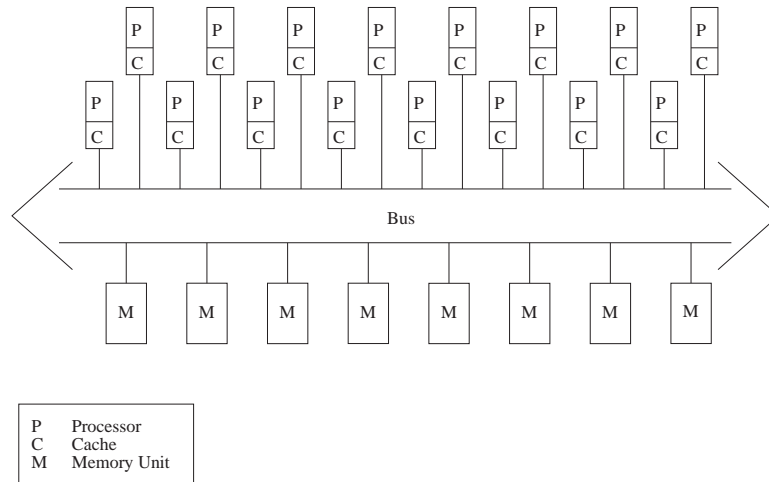 P P P P P P P P
C C C C C C C C
P P P P P P P P
C C C C C C C C
Bus
M M M M M M M M
P Processor
C Cache
M Memory Unit